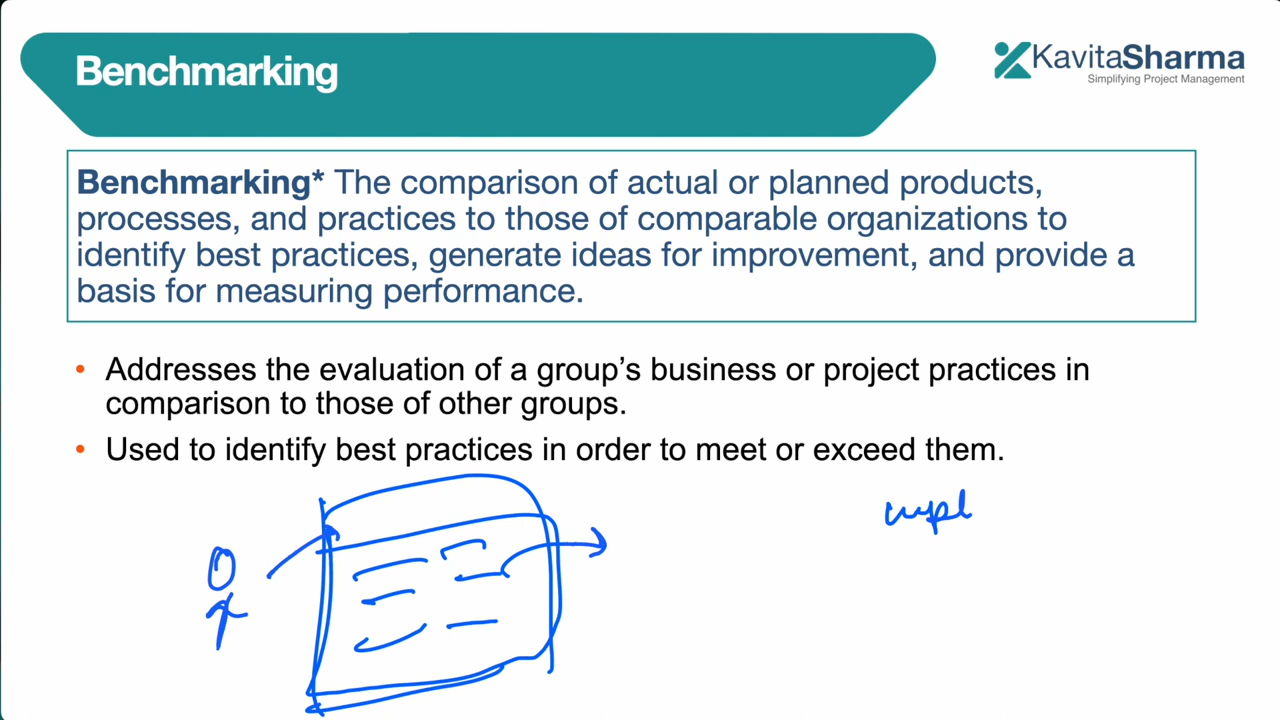 Benchmarking
KavitaSharma
Simplifying Project Management
Benchmarking* The comparison of actual or planned products,
processes, and practices to those of comparable organizations to
identify best practices, generate ideas for improvement, and provide a
basis for measuring performance.
• Addresses the evaluation of a group’s business or project practices in
comparison to those of other groups.
• Used to identify best practices in order to meet or exceed them.